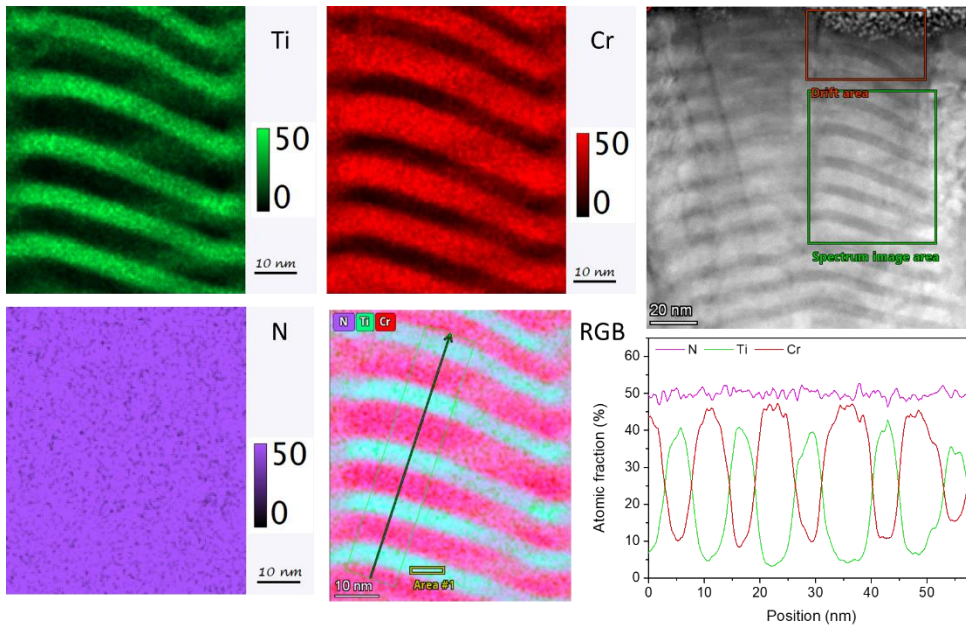 Ti
50
0
10 nm
Cr
50
0
10 nm
Drift area
Spectrum image area
20 nm
N
50
0
10 nm
N Ti Cr
RGB
Area #1
10 nm
N Ti Cr
60
50
40
30
20
10
0
Atomic fraction (%)
0 10 20 30 40 50
Position (nm)